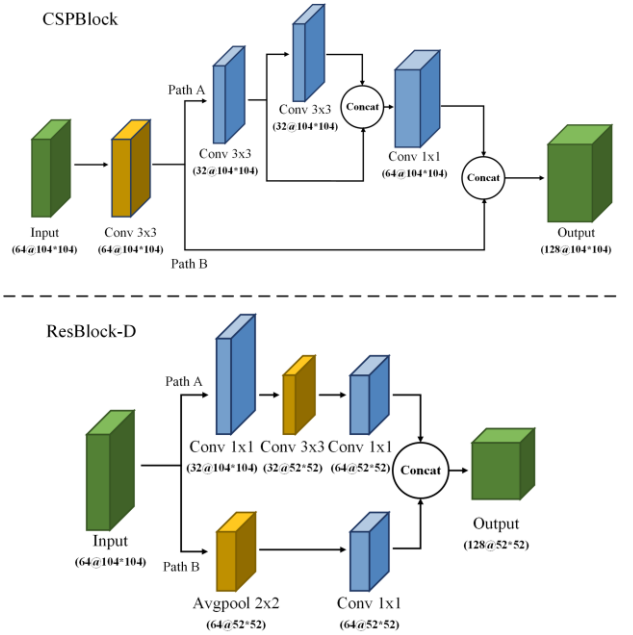 CSPBlock
Path A
Conv 3x3
(32@104*104)
Concat
Conv 3x3
(32@104*104)
Conv 1x1
(64@104*104)
Concat
Input
(64@104*104)
Conv 3x3
(64@104*104)
Path B
Output
(128@104*104)
ResBlock-D
Path A
Conv 1x1
(32@104*104)
Conv 3x3
(32@52*52)
Conv 1x1
(64@52*52)
Concat
Input
(64@104*104)
Path B
Avgpool 2x2
(64@52*52)
Conv 1x1
(64@52*52)
Output
(128@52*52)